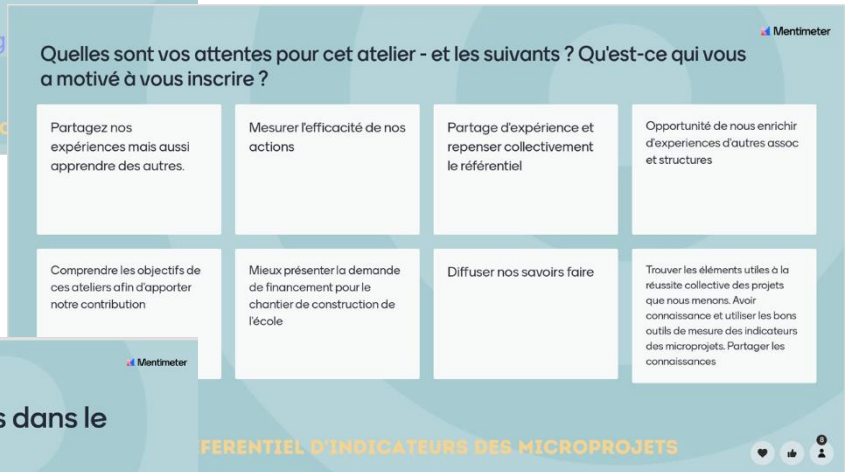 Mentimeter
Quelles sont vos attentes pour cet atelier - et les suivants ? Qu'est-ce qui vous
a motivé à vous inscrire ?
Partagez nos
expériences mais aussi
apprendre des autres.
Mesurer l'efficacité de nos
actions
Partage d'expérience et
repenser collectivement
le référentiel
Opportunité de nous enrichir
d'experiences d'autres assoc
et structures
Comprendre les objectifs de
ces ateliers afin d'apporter
notre contribution
Mieux présenter la demande
de financement pour le
chantier de construction de
l'école
Diffuser nos savoirs faire
Trouver les éléments utiles à la
réussite collective des projets
que nous menons. Avoir
connaissance et utiliser les bons
outils de mesure des indicateurs
des microprojets. Partager les
connaissances
Mentimeter
s dans le
FERENTIEL D'INDICATEURS DES MICROPROJETS
8